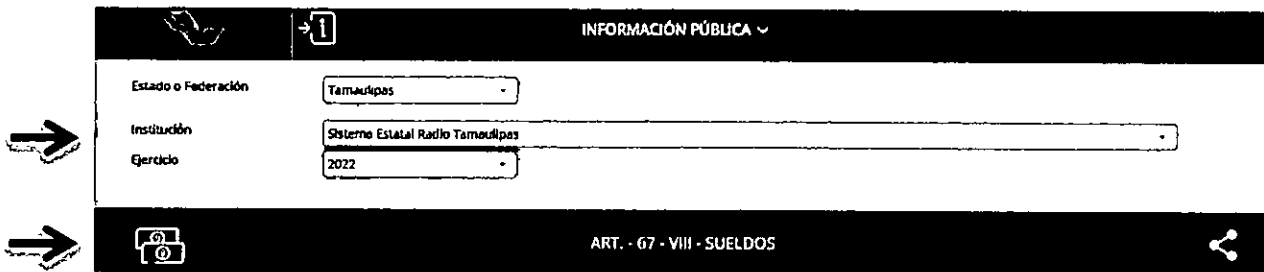 INFORMACIÓN PÚBLICA
Estado o Federación
Tamaulipas
Institución
Sistema Estatal Radio Tamaulipas
Ejercicio
2022
ART. - 67 - VIII - SUELDOS